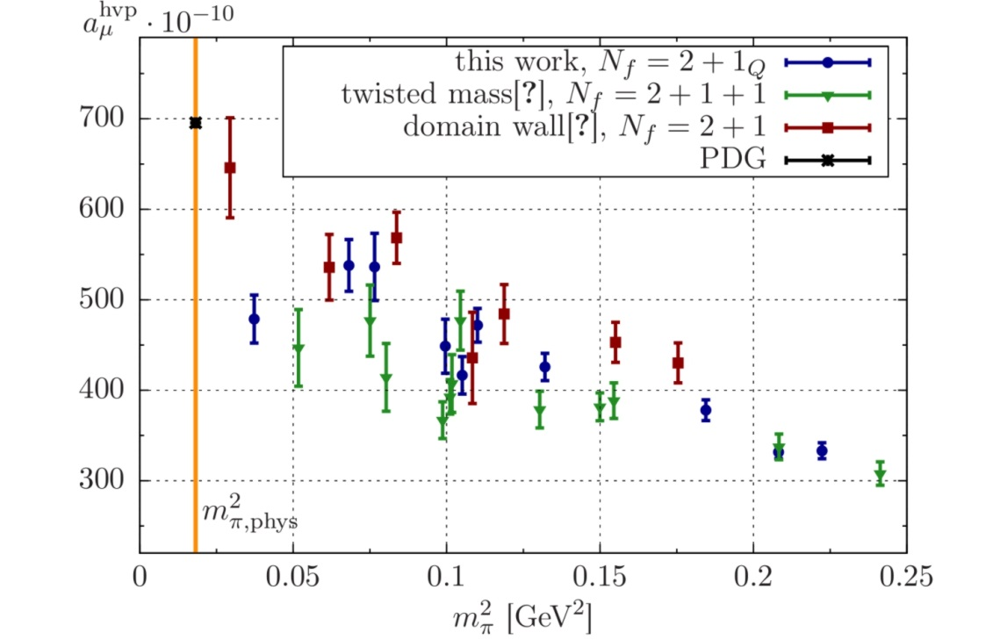 a_μ^hvp · 10^−10
this work, N_f = 2 + 1_Q
twisted mass[?], N_f = 2 + 1 + 1
domain wall[?], N_f = 2 + 1
PDG
700
600
500
400
300
m²_π,phys
0 0.05 0.1 0.15 0.2 0.25
m²_π [GeV²]